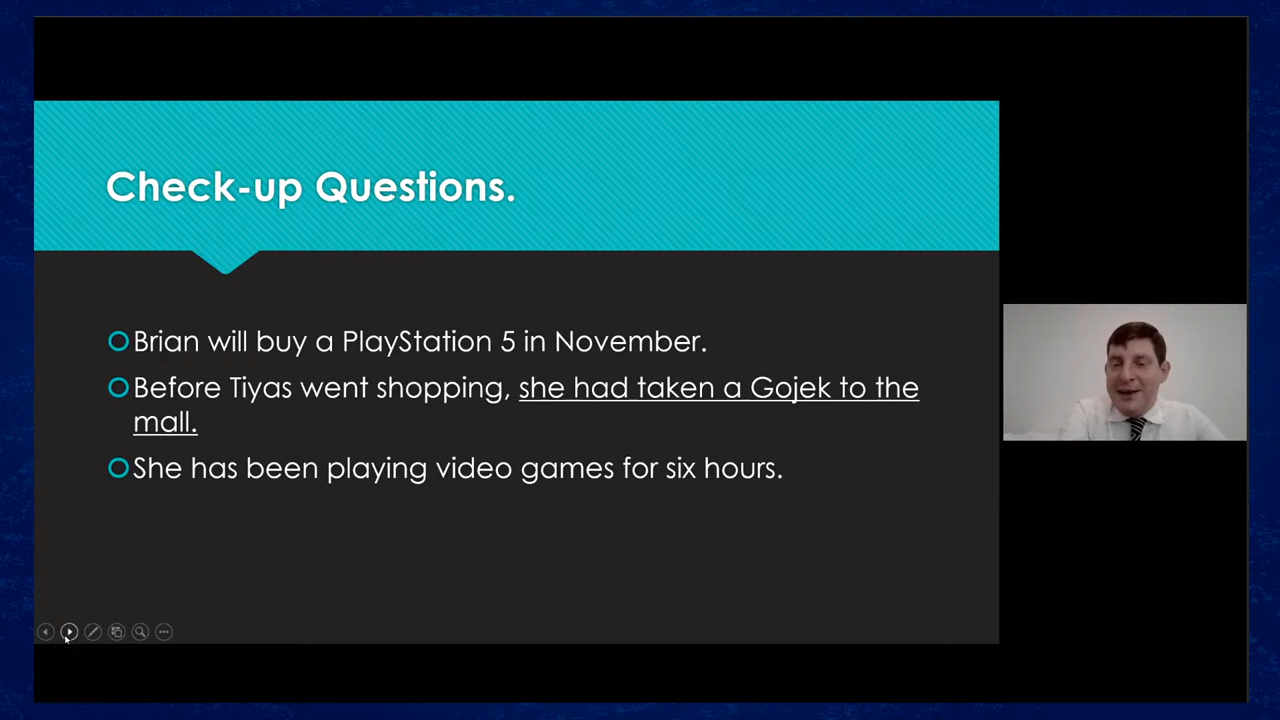 Check-up Questions.
Brian will buy a PlayStation 5 in November.
Before Tiyas went shopping, she had taken a Gojek to the
mall.
She has been playing video games for six hours.